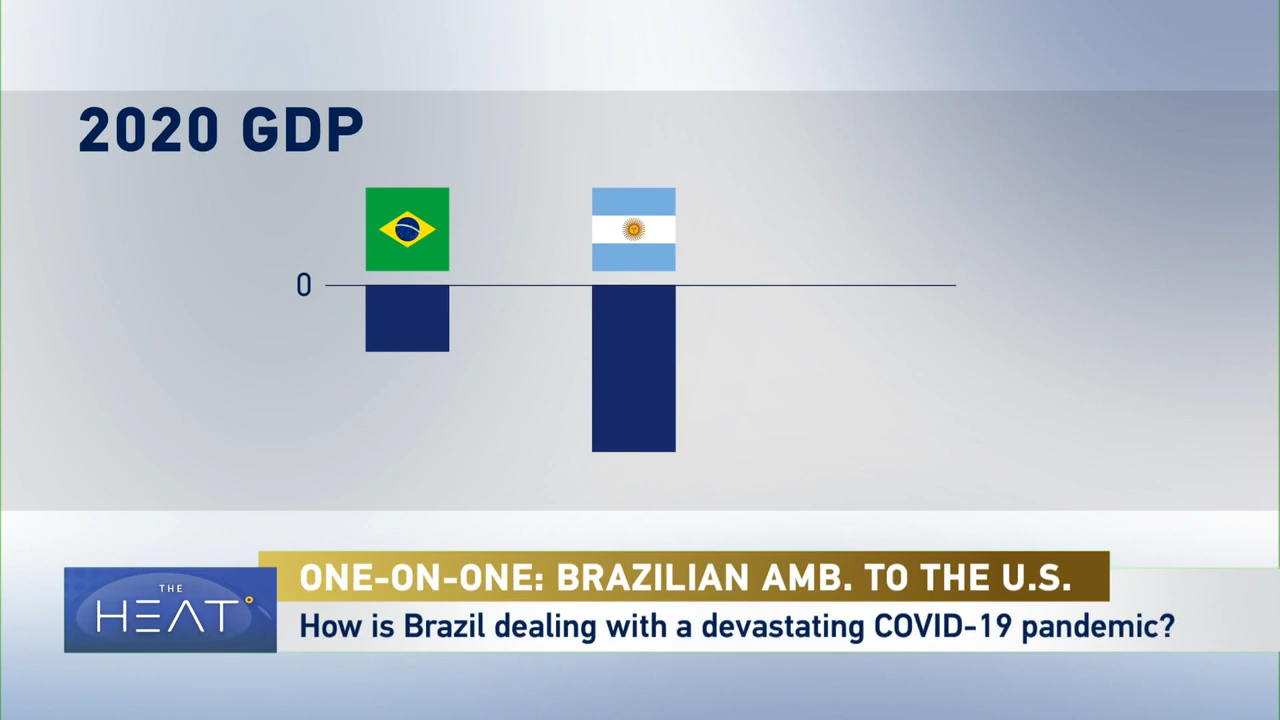 2020 GDP
0
ONE-ON-ONE: BRAZILIAN AMB. TO THE U.S.
THE
HEAT
How is Brazil dealing with a devastating COVID-19 pandemic?